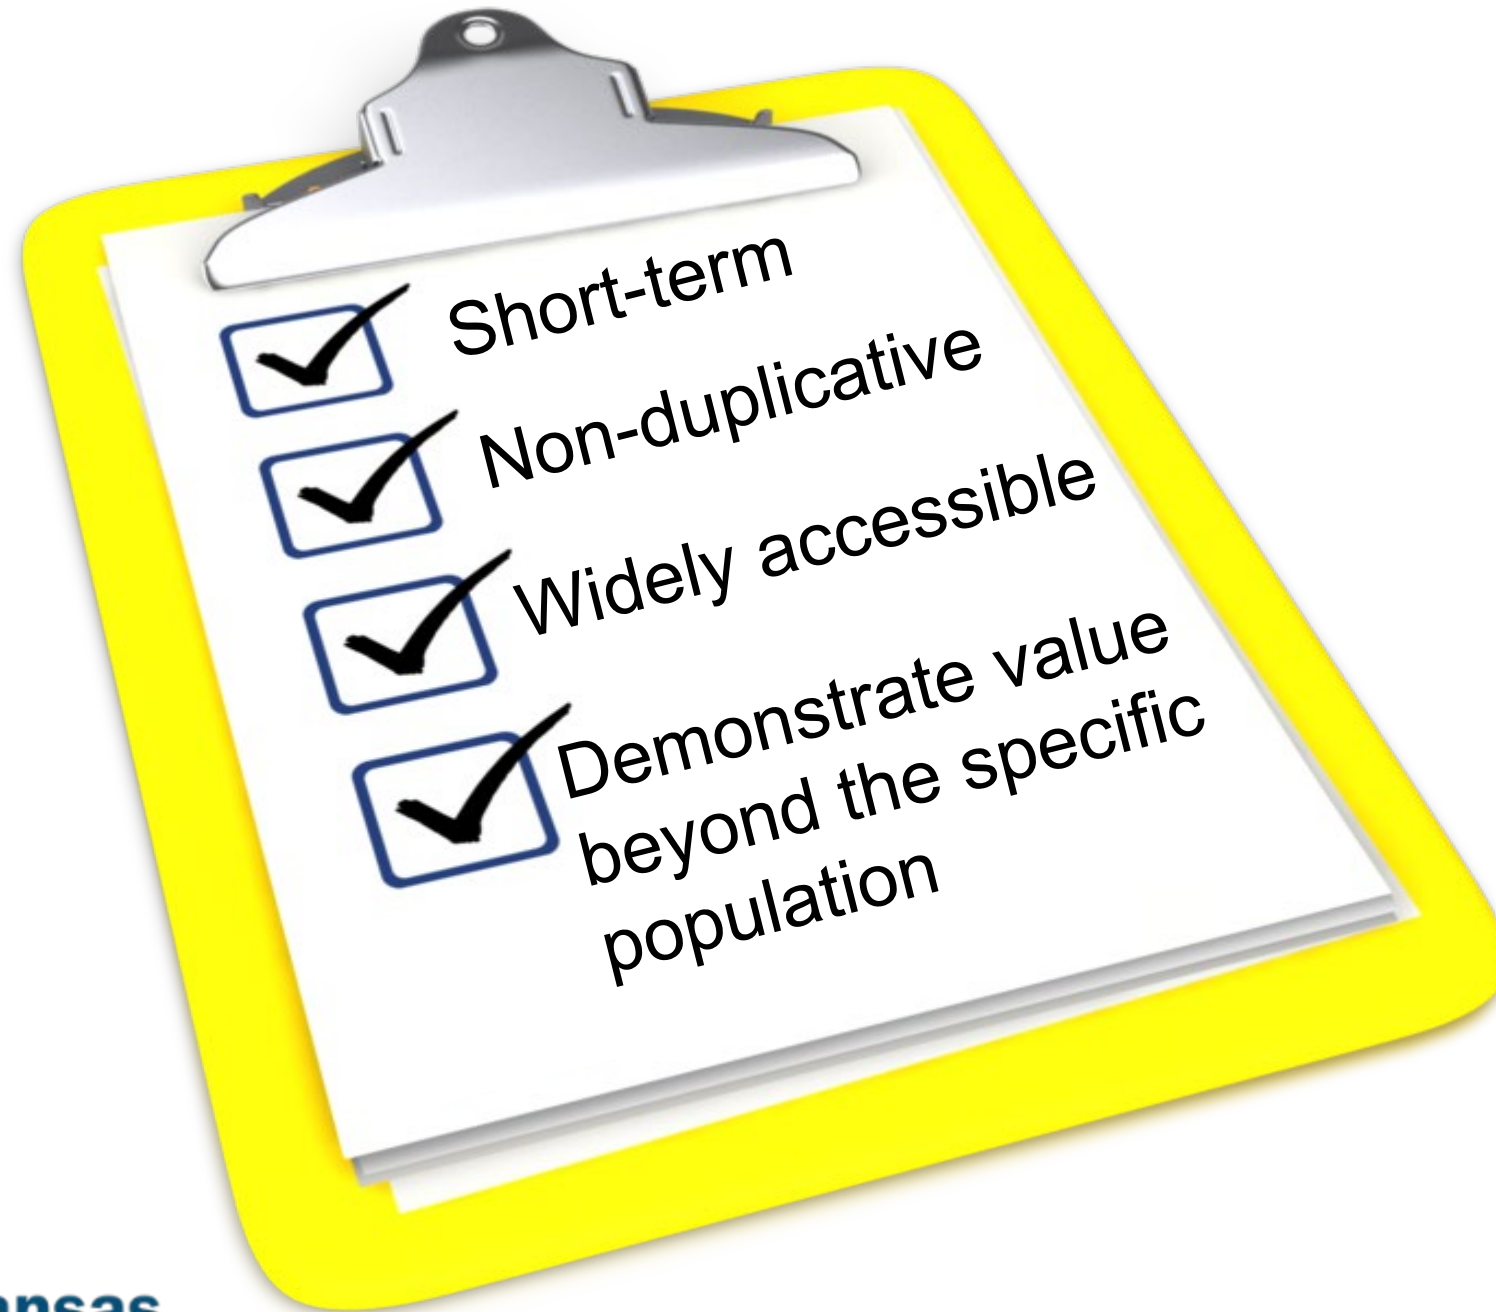 Short-term
Non-duplicative
Widely accessible
Demonstrate value
beyond the specific
population